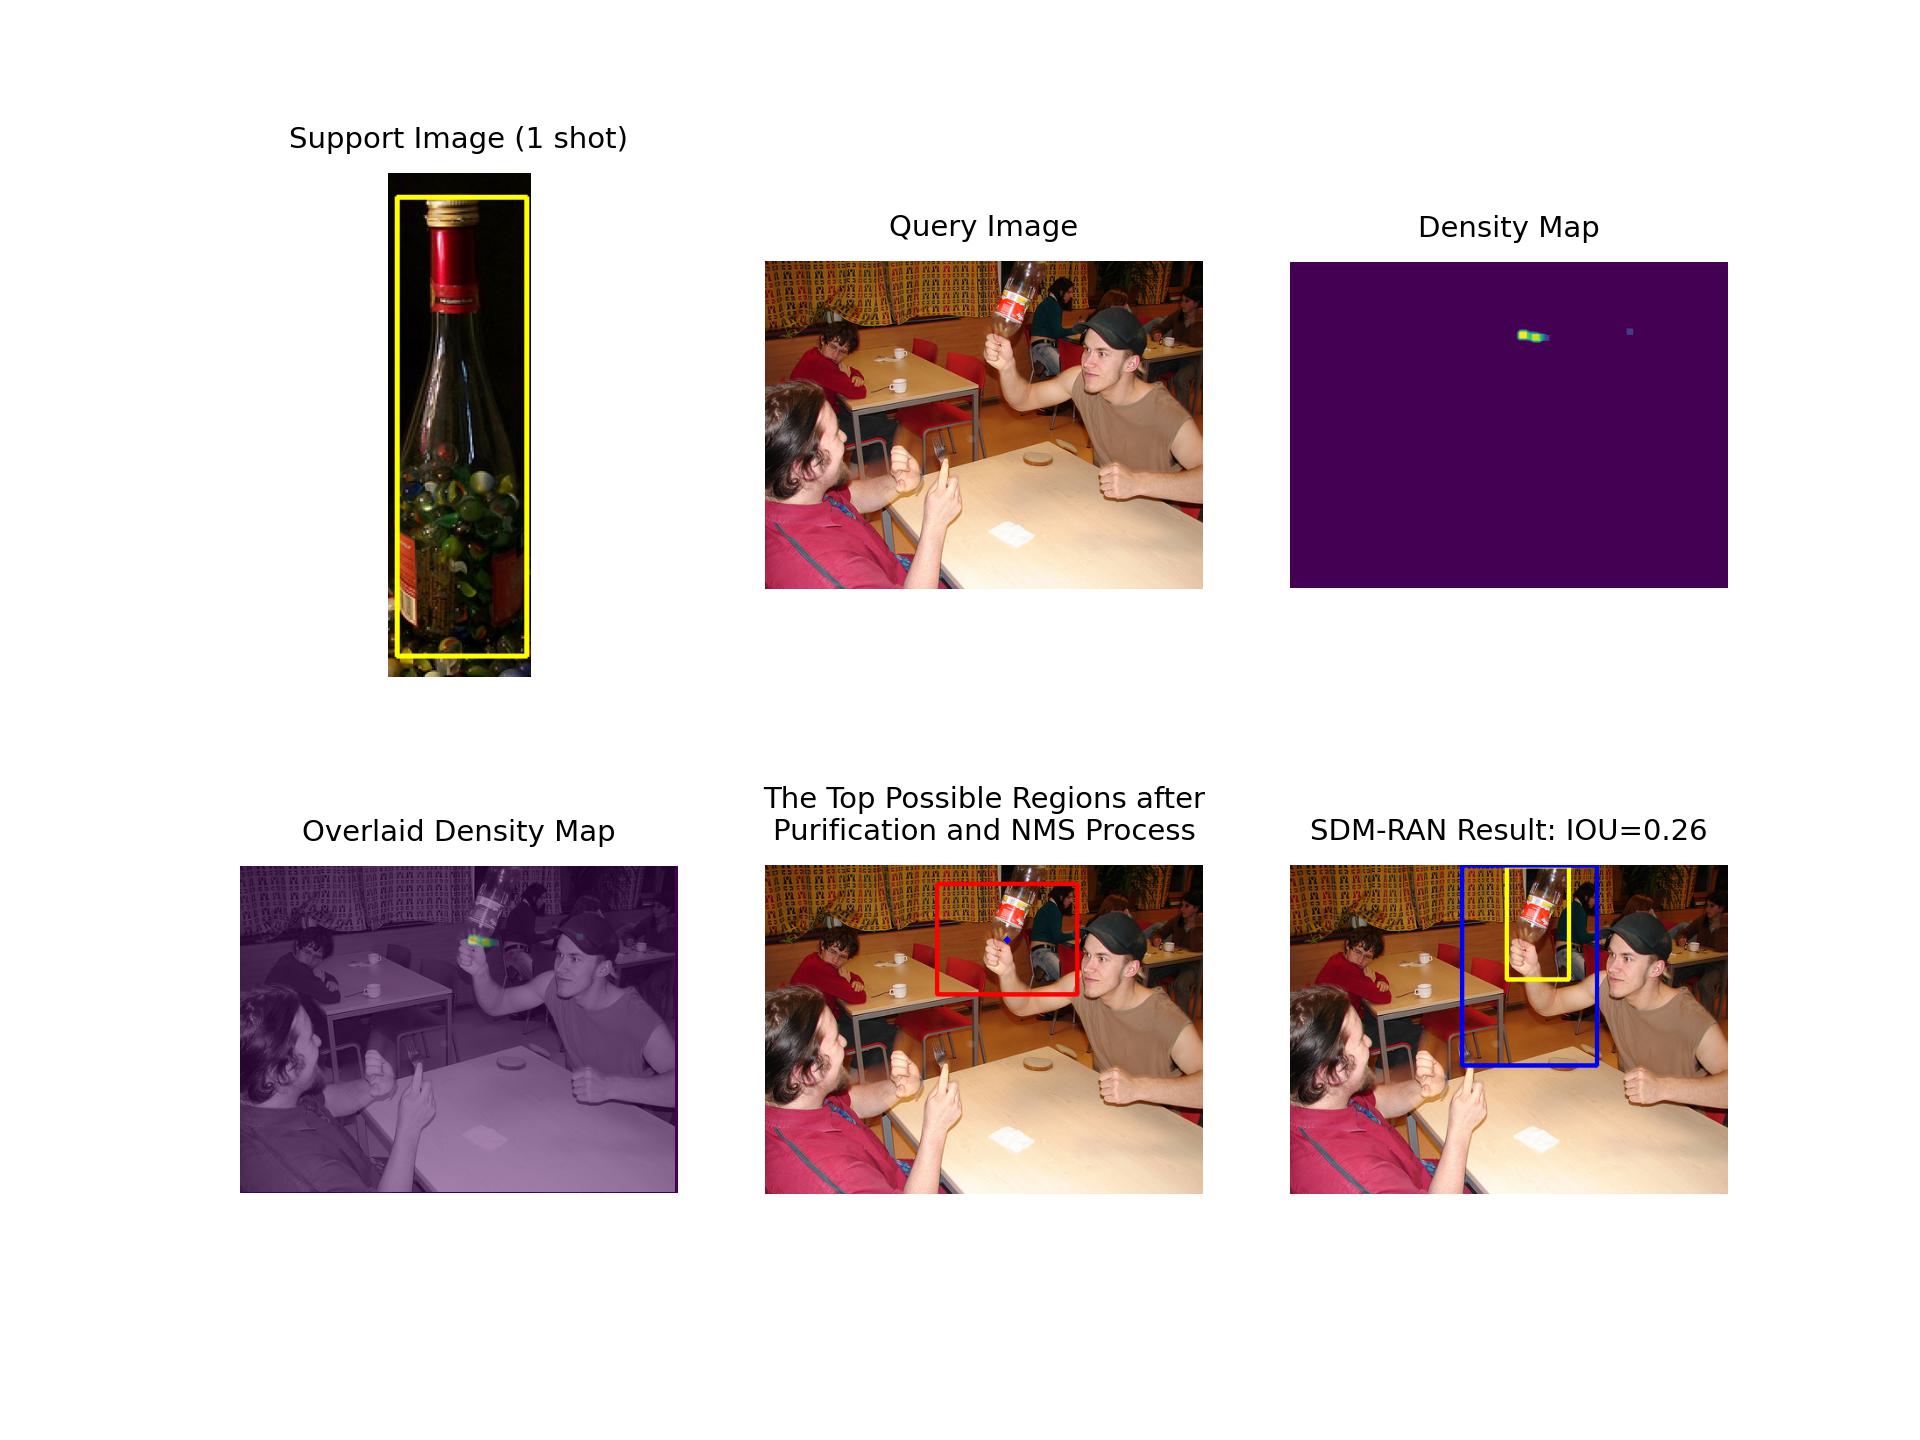 Support Image (1 shot)
Query Image
Density Map
Overlaid Density Map
The Top Possible Regions after
Purification and NMS Process
SDM-RAN Result: IOU=0.26